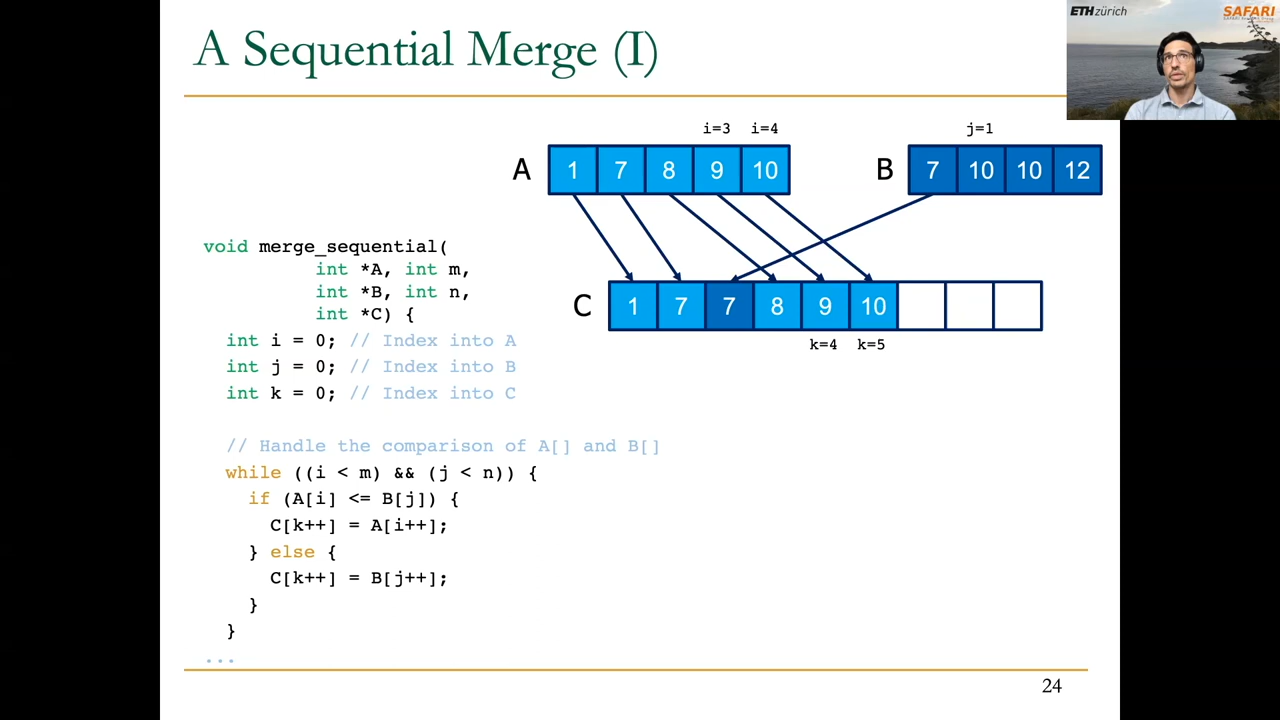 A Sequential Merge (I)
ETH zürich
SAFARI
i=3 i=4 j=1
A 1 7 8 9 10 B 7 10 10 12
void merge_sequential(
int *A, int m,
int *B, int n,
int *C) {
C 1 7 7 8 9 10
k=4 k=5
int i = 0; // Index into A
int j = 0; // Index into B
int k = 0; // Index into C
// Handle the comparison of A[] and B[]
while ((i < m) && (j < n)) {
if (A[i] <= B[j]) {
C[k++] = A[i++];
} else {
C[k++] = B[j++];
}
}
...
24